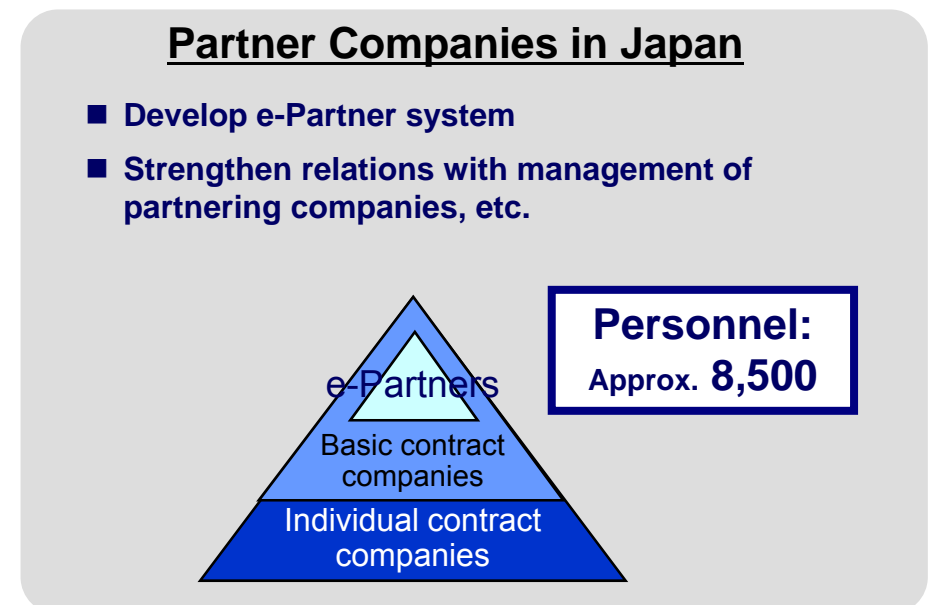 Partner Companies in Japan
■ Develop e-Partner system
■ Strengthen relations with management of
partnering companies, etc.
Personnel:
Approx. 8,500
e-Partners
Basic contract
companies
Individual contract
companies